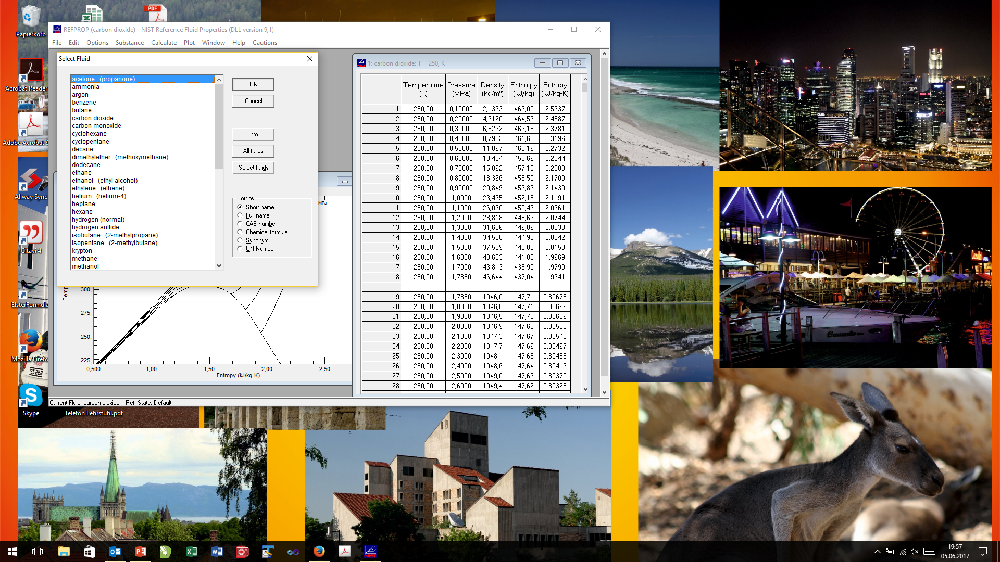 Papierkorb
PDF
REFPROP (carbon dioxide) - NIST Reference Fluid Properties (DLL version 9,1)
File Edit Options Substance Calculate Plot Window Help Cautions
Select Fluid
acetone (propanone)
ammonia
argon
benzene
butane
carbon dioxide
carbon monoxide
cyclohexane
cyclopentane
decane
dimethylether (methoxymethane)
dodecane
ethane
ethanol (ethyl alcohol)
ethylene (ethene)
helium (helium-4)
heptane
hexane
hydrogen (normal)
hydrogen sulfide
isobutane (2-methylpropane)
isopentane (2-methylbutane)
krypton
methane
methanol
OK
Cancel
Info
All fluids
Select fluids
Sort by
Short name
Full name
CAS number
Chemical formula
Synonym
UN Number
MPa
300,
275,
250,
225,
0,500 1,00 1,50 2,00 2,50
Entropy (kJ/kg-K)
1: carbon dioxide: T = 250, K
Temperature (K) Pressure (MPa) Density (kg/m³) Enthalpy (kJ/kg) Entropy (kJ/kg-K)
1 250,00 0,10000 2,1363 466,00 2,5937
2 250,00 0,20000 4,3120 464,59 2,4587
3 250,00 0,30000 6,5292 463,15 2,3781
4 250,00 0,40000 8,7902 461,68 2,3196
5 250,00 0,50000 11,097 460,19 2,2732
6 250,00 0,60000 13,454 458,66 2,2344
7 250,00 0,70000 15,862 457,10 2,2008
8 250,00 0,80000 18,326 455,50 2,1709
9 250,00 0,90000 20,849 453,86 2,1439
10 250,00 1,0000 23,435 452,18 2,1191
11 250,00 1,1000 26,090 450,46 2,0961
12 250,00 1,2000 28,818 448,69 2,0744
13 250,00 1,3000 31,626 446,86 2,0538
14 250,00 1,4000 34,520 444,98 2,0342
15 250,00 1,5000 37,509 443,03 2,0153
16 250,00 1,6000 40,603 441,00 1,9969
17 250,00 1,7000 43,813 438,90 1,9790
18 250,00 1,7850 46,644 437,04 1,9641
19 250,00 1,7850 1046,0 147,71 0,80675
20 250,00 1,8000 1046,0 147,71 0,80669
21 250,00 1,9000 1046,5 147,70 0,80626
22 250,00 2,0000 1046,9 147,68 0,80583
23 250,00 2,1000 1047,3 147,67 0,80540
24 250,00 2,2000 1047,7 147,66 0,80497
25 250,00 2,3000 1048,1 147,65 0,80455
26 250,00 2,4000 1048,6 147,64 0,80413
27 250,00 2,5000 1049,0 147,63 0,80370
28 250,00 2,6000 1049,4 147,62 0,80328
Current Fluid: carbon dioxide Ref. State: Default
Acrobat Reader
Adobe Acrobat 9
Allway Sync
Citavi 4
ElsterFormula
Mozilla Firefo
135.222
Skype
Telefon Lehrstuhl.pdf
NIST
19:57
05.06.2017